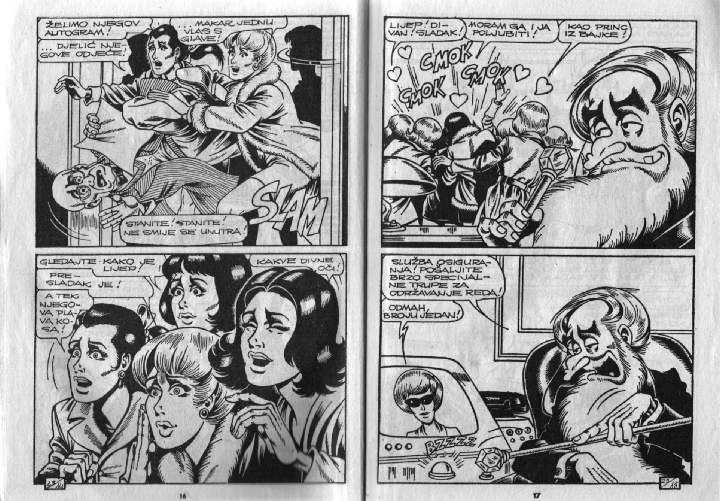 ŽELIMO NJEGOV
AUTOGRAM!
... DJELIĆ NJE-
GOVE ODJEĆE!
... MAKAR JEDNU
VLAS S
GLAVE!
STANITE! STANITE!
NE SMIJE SE UNUTRA
SLAM
GLEDAJTE KAKO JE
LIJEP!
PRE-
SLADAK JE!
A TEK
NJEGO-
VA PLA-
VA KO-
SA!
KAKVE DIVNE
OČI!
16
LIJEP! DI-
VAN! SLADAK!
MORAM GA I JA
POLJUBITI!
KAO PRINC
IZ BAJKE!
CMOK
CMOK
CMOK
SLUŽBA OSIGURA-
NJA! POŠALJITE
BRZO SPECIJAL-
NE TRUPE ZA
ODRŽAVANJE REDA!
ODMAH,
BROJU JEDAN!
BZZZZ
17